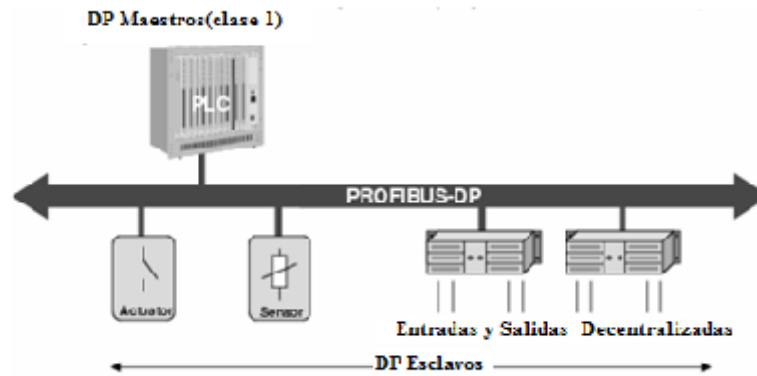 DP Maestros(clase 1)
PLC
PROFIBUS-DP
Actuator
Sensor
Entradas y Salidas Decentralizadas
DP Esclavos